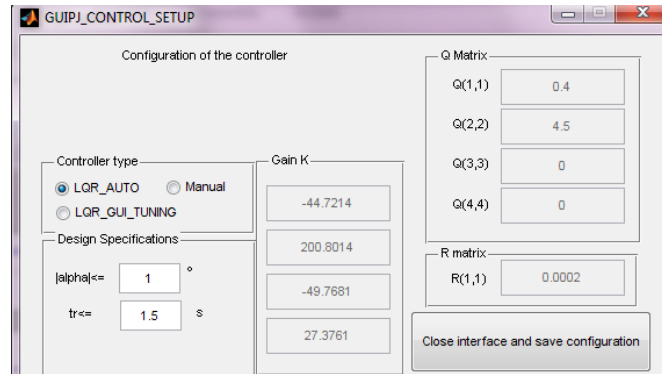 GUIPJ_CONTROL_SETUP
Configuration of the controller
Controller type
LQR_AUTO Manual
LQR_GUI_TUNING
Design Specifications
|alpha|<= 1 °
tr<= 1.5 s
Gain K
-44.7214
200.8014
-49.7681
27.3761
Q Matrix
Q(1,1) 0.4
Q(2,2) 4.5
Q(3,3) 0
Q(4,4) 0
R matrix
R(1,1) 0.0002
Close interface and save configuration